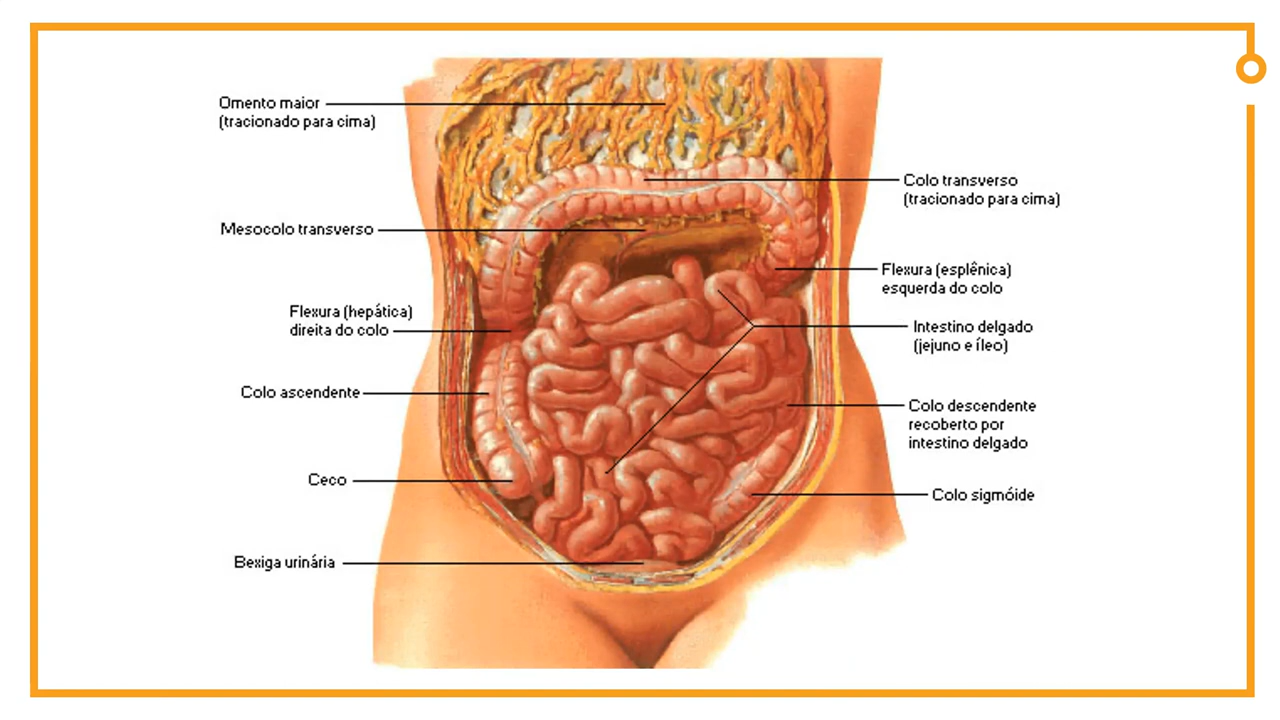 Omento maior
(tracionado para cima)
Mesocolo transverso
Flexura (hepática)
direita do colo
Colo ascendente
Ceco
Bexiga urinária
Colo transverso
(tracionado para cima)
Flexura (esplênica)
esquerda do colo
Intestino delgado
(jejuno e íleo)
Colo descendente
recoberto por
intestino delgado
Colo sigmóide